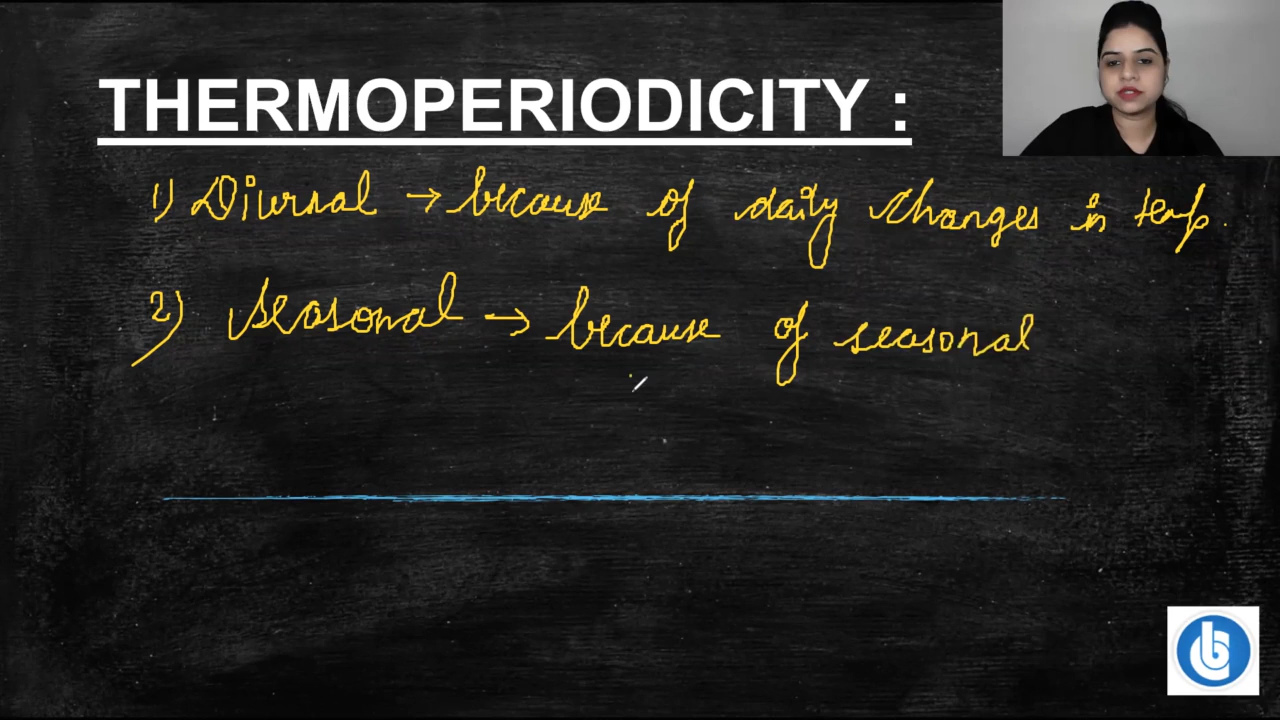 THERMOPERIODICITY :
1) Diurnal → because of daily changes in temp.
2) Seasonal → because of seasonal